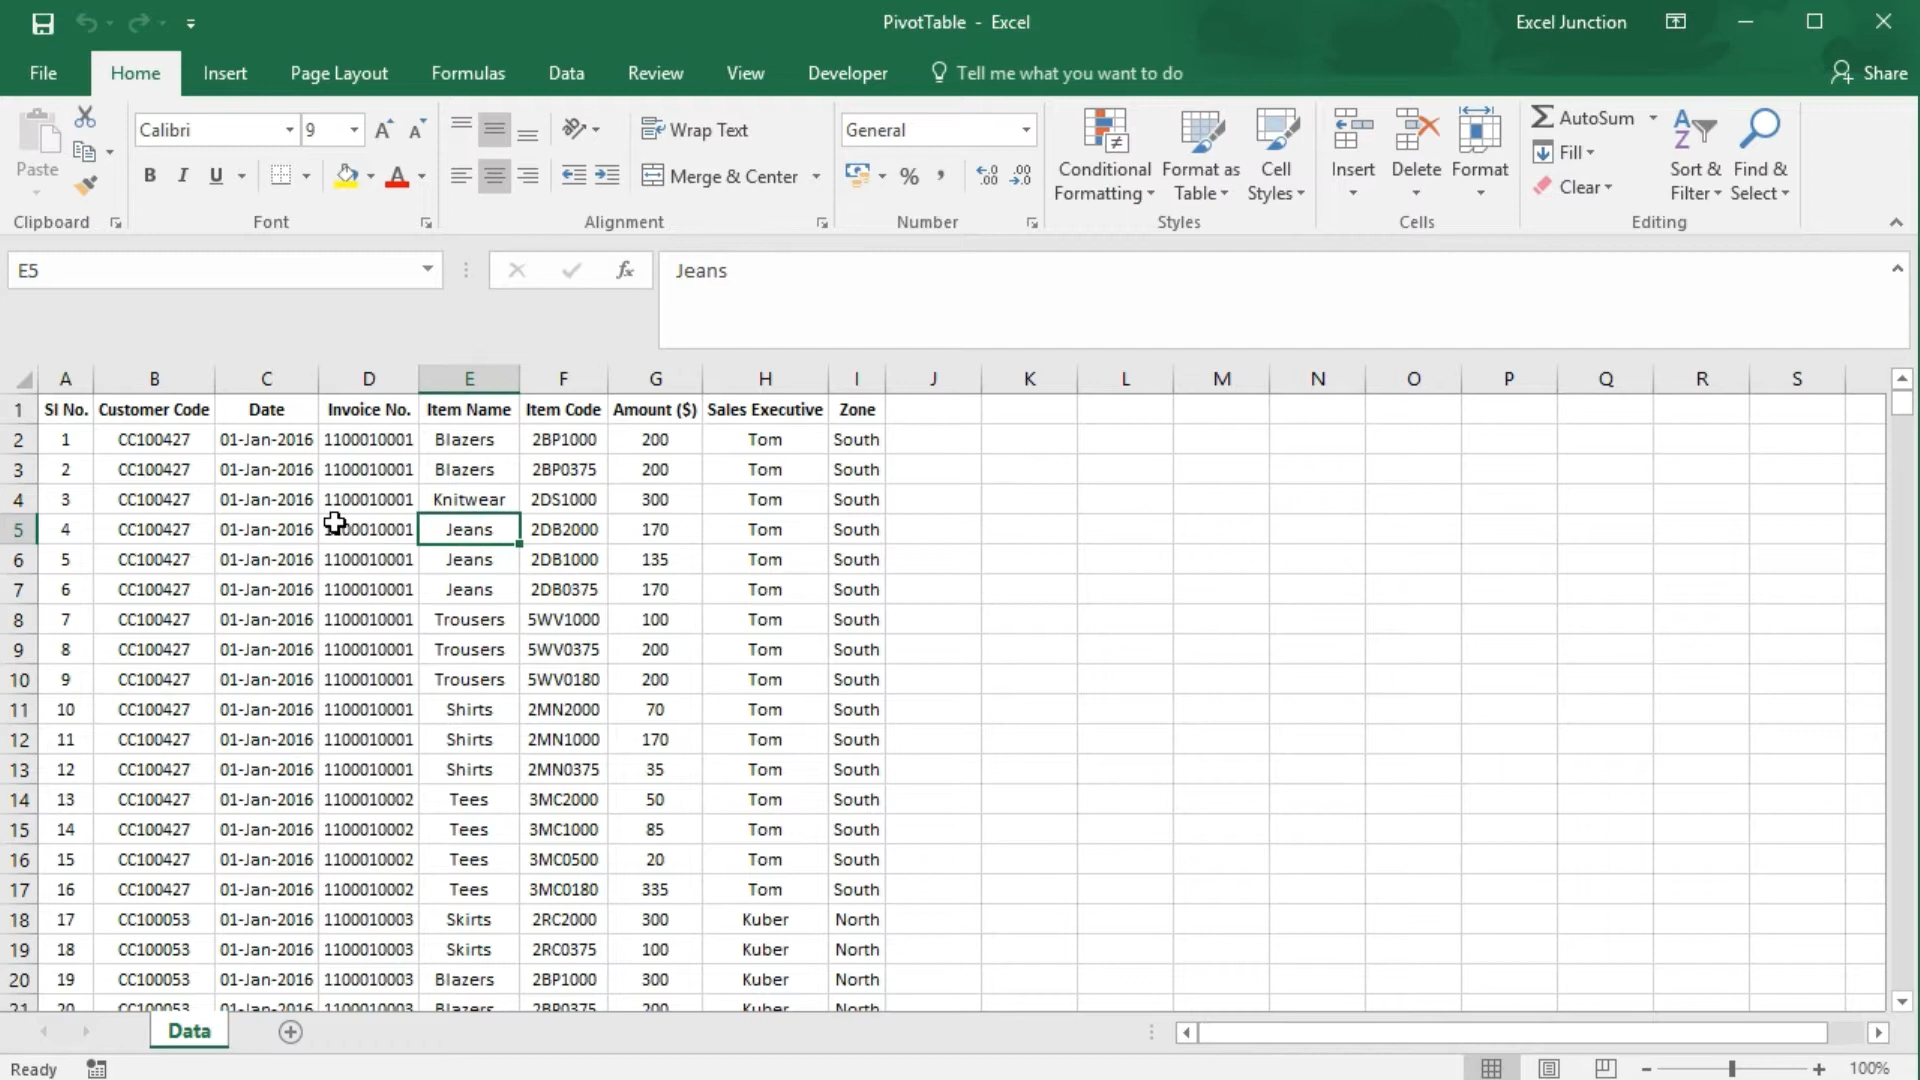 PivotTable - Excel
Excel Junction
File Home Insert Page Layout Formulas Data Review View Developer Tell me what you want to do Share
Paste
Clipboard
Calibri 9
B I U A
Font
Wrap Text
Merge & Center
Alignment
General
% ,
Number
Conditional Formatting
Format as Table
Cell Styles
Styles
Insert Delete Format
Cells
AutoSum
Fill
Clear
Sort & Filter
Find & Select
Editing
E5 fx Jeans
A B C D E F G H I J K L M N O P Q R S
1 Sl No. Customer Code Date Invoice No. Item Name Item Code Amount ($) Sales Executive Zone
2 1 CC100427 01-Jan-2016 1100010001 Blazers 2BP1000 200 Tom South
3 2 CC100427 01-Jan-2016 1100010001 Blazers 2BP0375 200 Tom South
4 3 CC100427 01-Jan-2016 1100010001 Knitwear 2DS1000 300 Tom South
5 4 CC100427 01-Jan-2016 1100010001 Jeans 2DB2000 170 Tom South
6 5 CC100427 01-Jan-2016 1100010001 Jeans 2DB1000 135 Tom South
7 6 CC100427 01-Jan-2016 1100010001 Jeans 2DB0375 170 Tom South
8 7 CC100427 01-Jan-2016 1100010001 Trousers 5WV1000 100 Tom South
9 8 CC100427 01-Jan-2016 1100010001 Trousers 5WV0375 200 Tom South
10 9 CC100427 01-Jan-2016 1100010001 Trousers 5WV0180 200 Tom South
11 10 CC100427 01-Jan-2016 1100010001 Shirts 2MN2000 70 Tom South
12 11 CC100427 01-Jan-2016 1100010001 Shirts 2MN1000 170 Tom South
13 12 CC100427 01-Jan-2016 1100010001 Shirts 2MN0375 35 Tom South
14 13 CC100427 01-Jan-2016 1100010002 Tees 3MC2000 50 Tom South
15 14 CC100427 01-Jan-2016 1100010002 Tees 3MC1000 85 Tom South
16 15 CC100427 01-Jan-2016 1100010002 Tees 3MC0500 20 Tom South
17 16 CC100427 01-Jan-2016 1100010002 Tees 3MC0180 335 Tom South
18 17 CC100053 01-Jan-2016 1100010003 Skirts 2RC2000 300 Kuber North
19 18 CC100053 01-Jan-2016 1100010003 Skirts 2RC0375 100 Kuber North
20 19 CC100053 01-Jan-2016 1100010003 Blazers 2BP1000 300 Kuber North
21 20 CC100053 01-Jan-2016 1100010003 Blazers 2BP0375 200 Kuber North
Data
Ready 100%